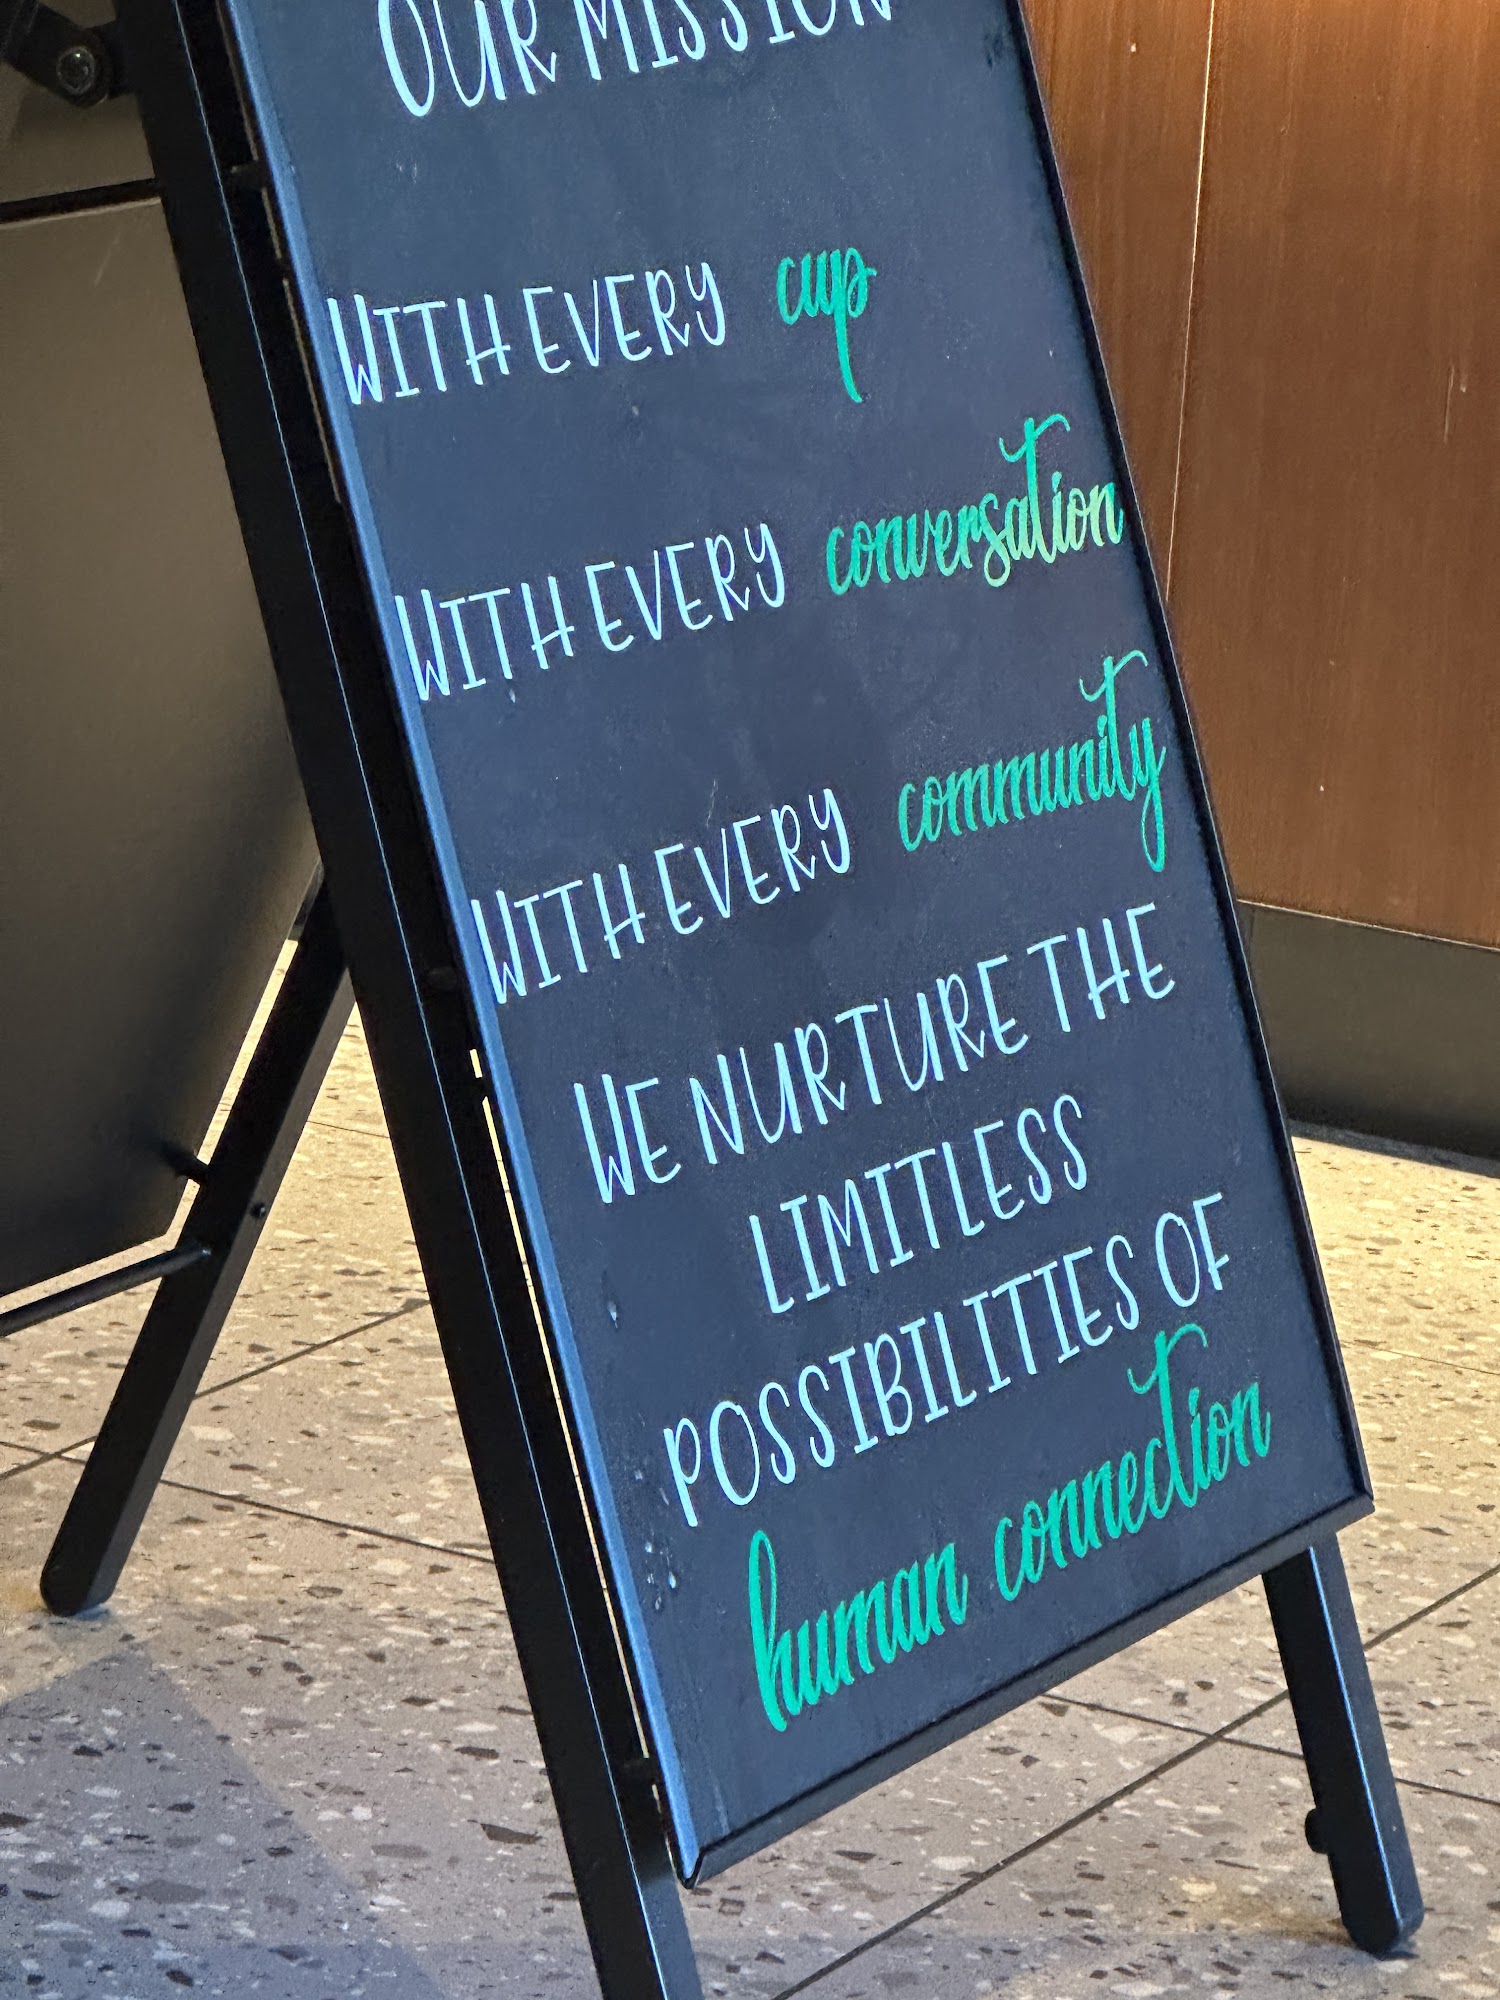 OUR MISSION
WITH EVERY cup
WITH EVERY conversation
WITH EVERY community
WE NURTURE THE
LIMITLESS
POSSIBILITIES OF
human connection